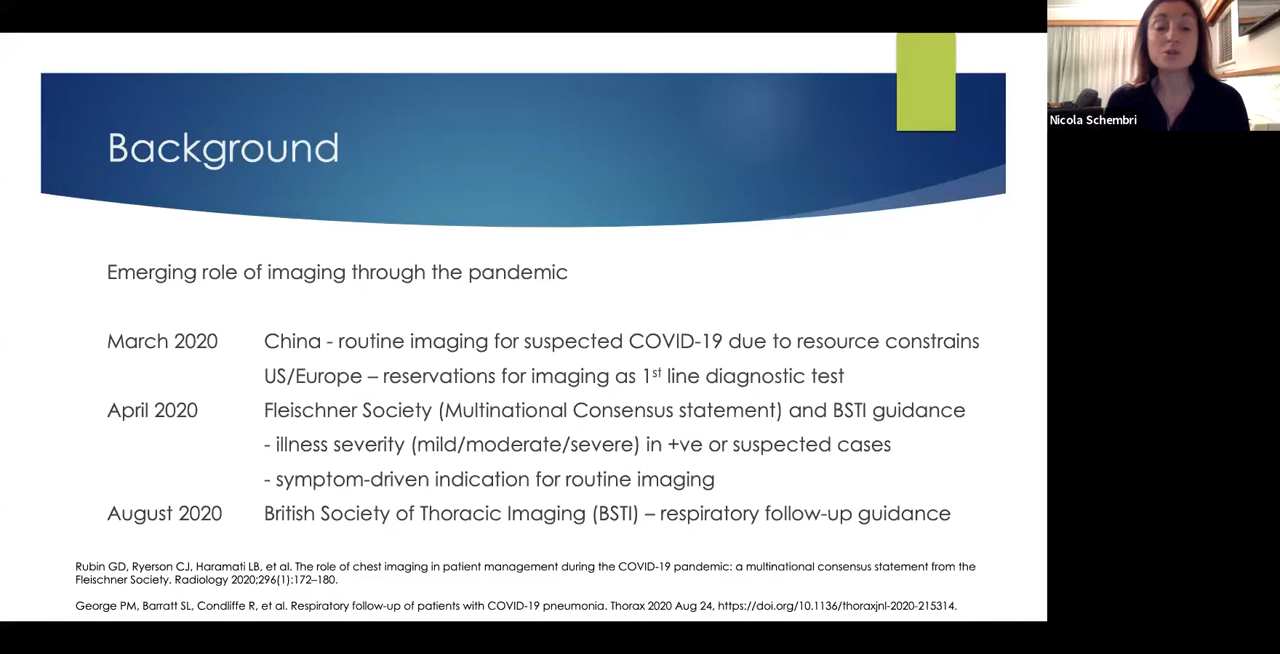 Background
Nicola Schembri
Emerging role of imaging through the pandemic
March 2020 China - routine imaging for suspected COVID-19 due to resource constrains
US/Europe – reservations for imaging as 1st line diagnostic test
April 2020 Fleischner Society (Multinational Consensus statement) and BSTI guidance
- illness severity (mild/moderate/severe) in +ve or suspected cases
- symptom-driven indication for routine imaging
August 2020 British Society of Thoracic Imaging (BSTI) – respiratory follow-up guidance
Rubin GD, Ryerson CJ, Haramati LB, et al. The role of chest imaging in patient management during the COVID-19 pandemic: a multinational consensus statement from the
Fleischner Society. Radiology 2020;296(1):172–180.
George PM, Barratt SL, Condliffe R, et al. Respiratory follow-up of patients with COVID-19 pneumonia. Thorax 2020 Aug 24, https://doi.org/10.1136/thoraxjnl-2020-215314.